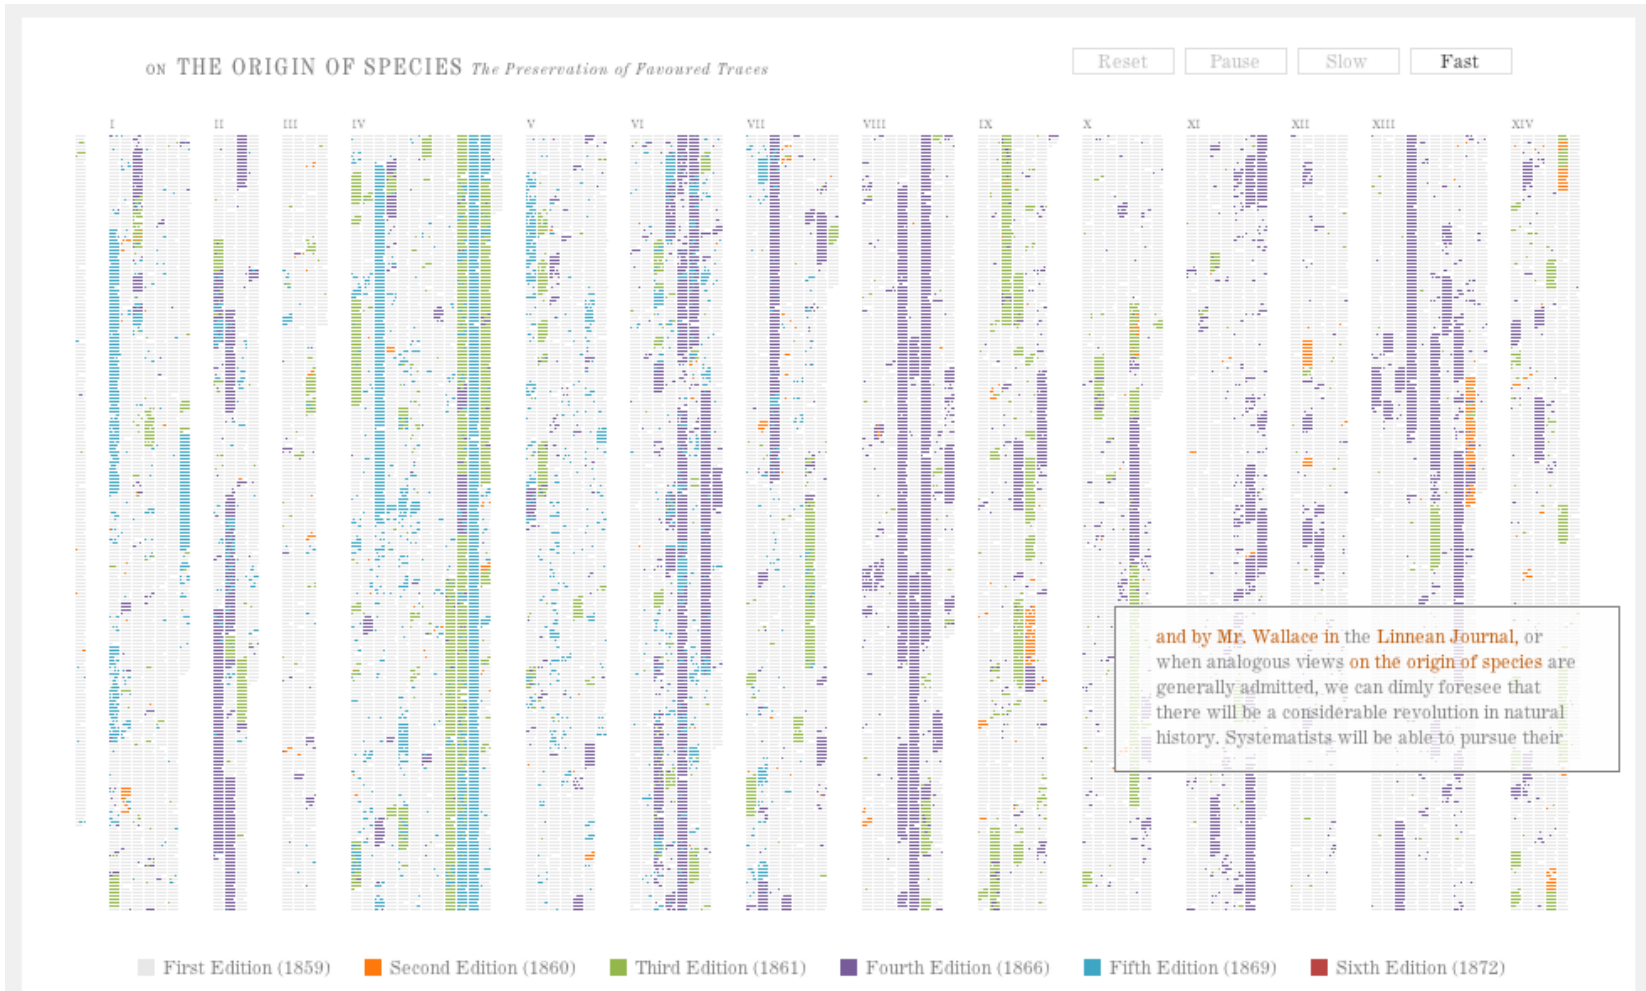 ON THE ORIGIN OF SPECIES The Preservation of Favoured Traces
Reset Pause Slow Fast
I II III IV V VI VII VIII IX X XI XII XIII XIV
and by Mr. Wallace in the Linnean Journal, or
when analogous views on the origin of species are
generally admitted, we can dimly foresee that
there will be a considerable revolution in natural
history. Systematists will be able to pursue their
First Edition (1859) Second Edition (1860) Third Edition (1861) Fourth Edition (1866) Fifth Edition (1869) Sixth Edition (1872)